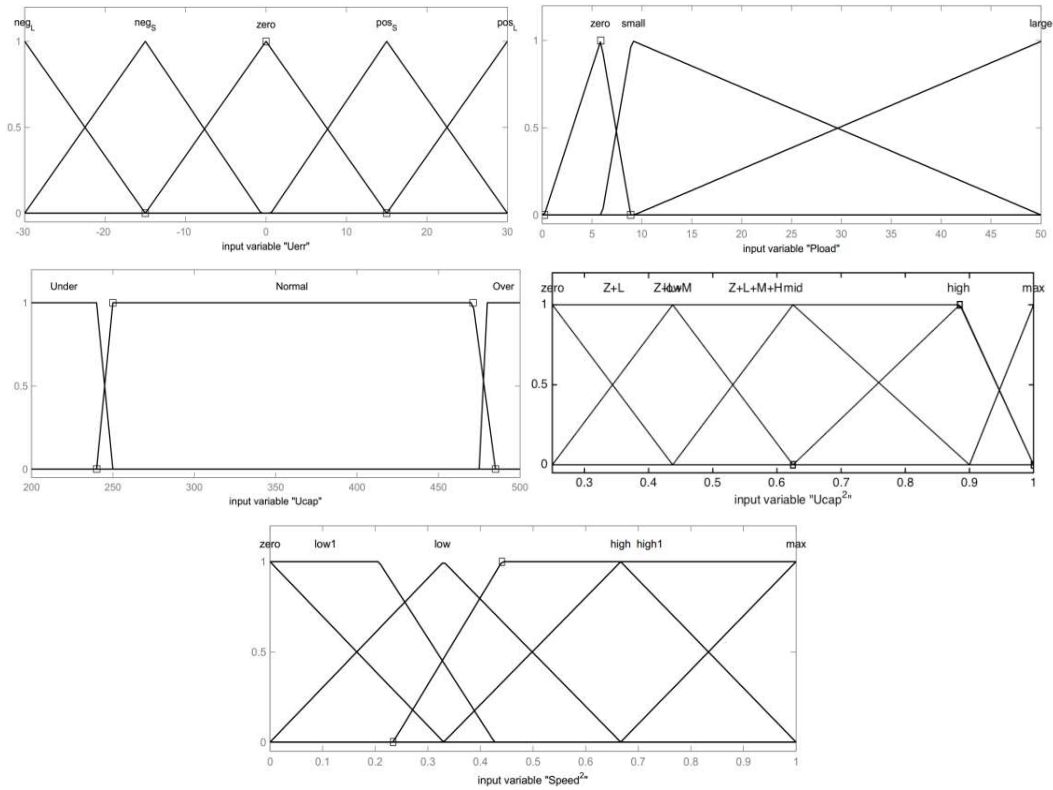 neg_L neg_S zero pos_S pos_L
1
0.5
0
-30 -20 -10 0 10 20 30
input variable "Uerr"
zero small large
1
0.5
0
0 5 10 15 20 25 30 35 40 45 50
input variable "Pload"
Under Normal Over
1
0.5
0
200 250 300 350 400 450 500
input variable "Ucap"
zero Z+L Z+L+M low Z+L+M+H mid high max
1
0.5
0
0.3 0.4 0.5 0.6 0.7 0.8 0.9 1
input variable "Ucap²"
zero low1 low high high1 max
1
0.5
0
0 0.1 0.2 0.3 0.4 0.5 0.6 0.7 0.8 0.9 1
input variable "Speed²"